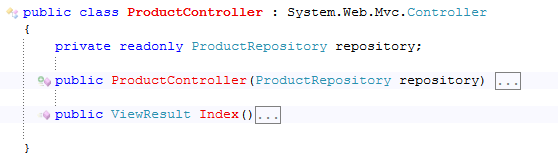 public class ProductController : System.Web.Mvc.Controller
{
private readonly ProductRepository repository;
public ProductController(ProductRepository repository) ...
public ViewResult Index()...
}